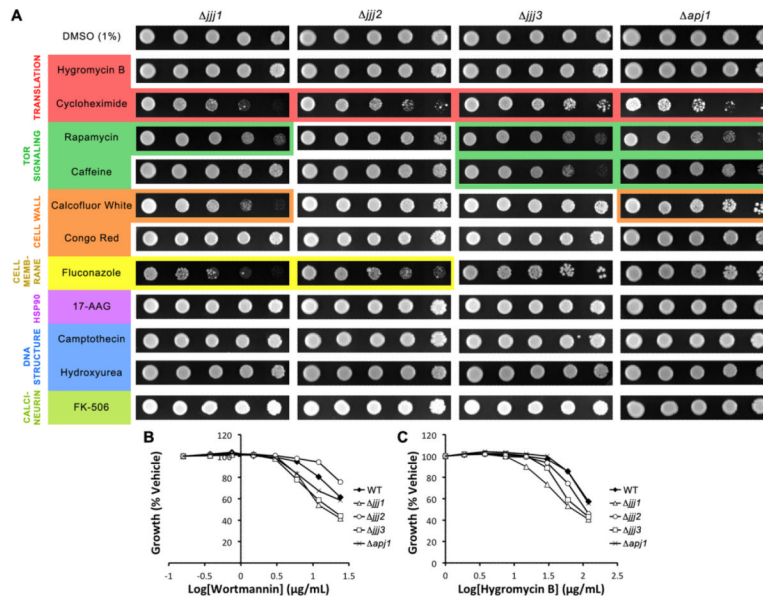 A
Δjjj1 Δjjj2 Δjjj3 Δapj1
DMSO (1%)
TRANSLATION
Hygromycin B
Cycloheximide
TOR
SIGNALING
Rapamycin
Caffeine
CELL WALL
Calcofluor White
Congo Red
CELL
MEMB-
RANE
Fluconazole
HSP90
17-AAG
DNA
STRUCTURE
Camptothecin
Hydroxyurea
CALCI-
NEURIN
FK-506
B
Growth (% Vehicle)
120
100
80
60
40
20
0
-1 -0.5 0 0.5 1 1.5
Log[Wortmannin] (µg/mL)
WT
Δjjj1
Δjjj2
Δjjj3
Δapj1
C
Growth (% Vehicle)
120
100
80
60
40
20
0
0 0.5 1 1.5 2 2.5
Log[Hygromycin B] (µg/mL)
WT
Δjjj1
Δjjj2
Δjjj3
Δapj1